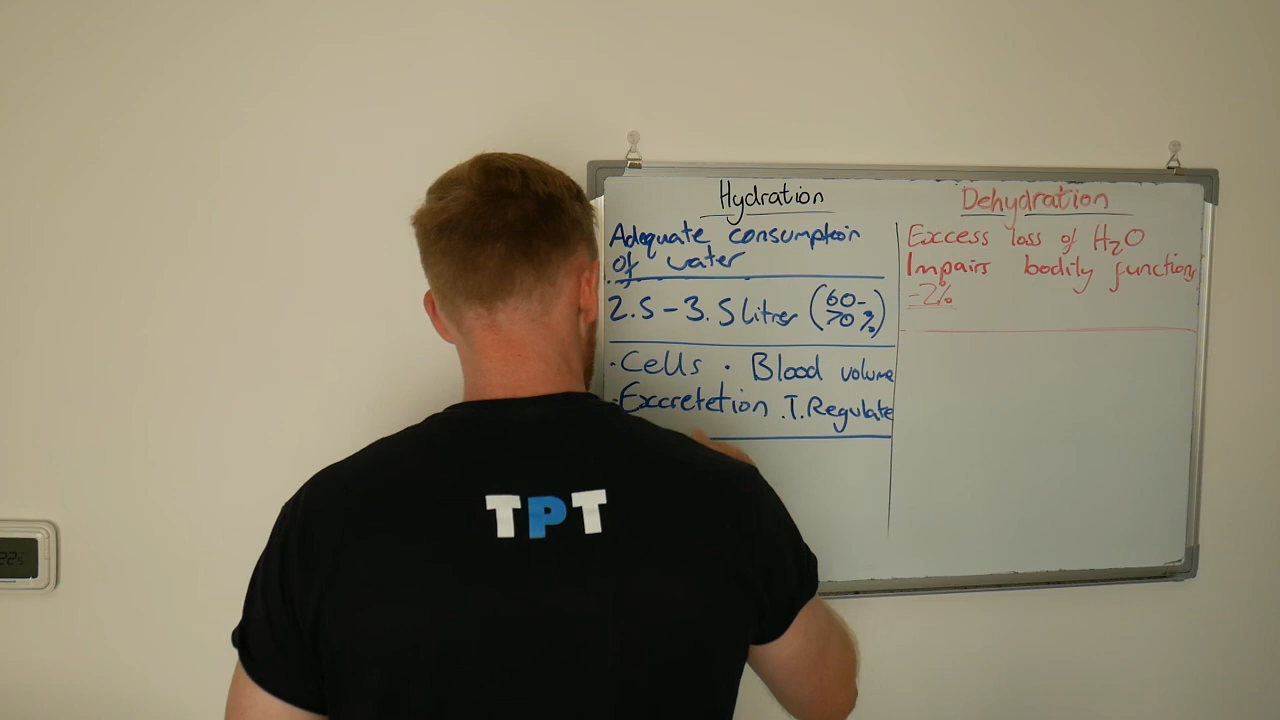 Hydration
Adequate consumption
of water
2.5-3.5 litres (60-
70%)
· Cells · Blood volume
· Excretetion . T. Regulate
Dehydration
Excess loss of H2O
Impairs bodily functions
-2%
TPT
22